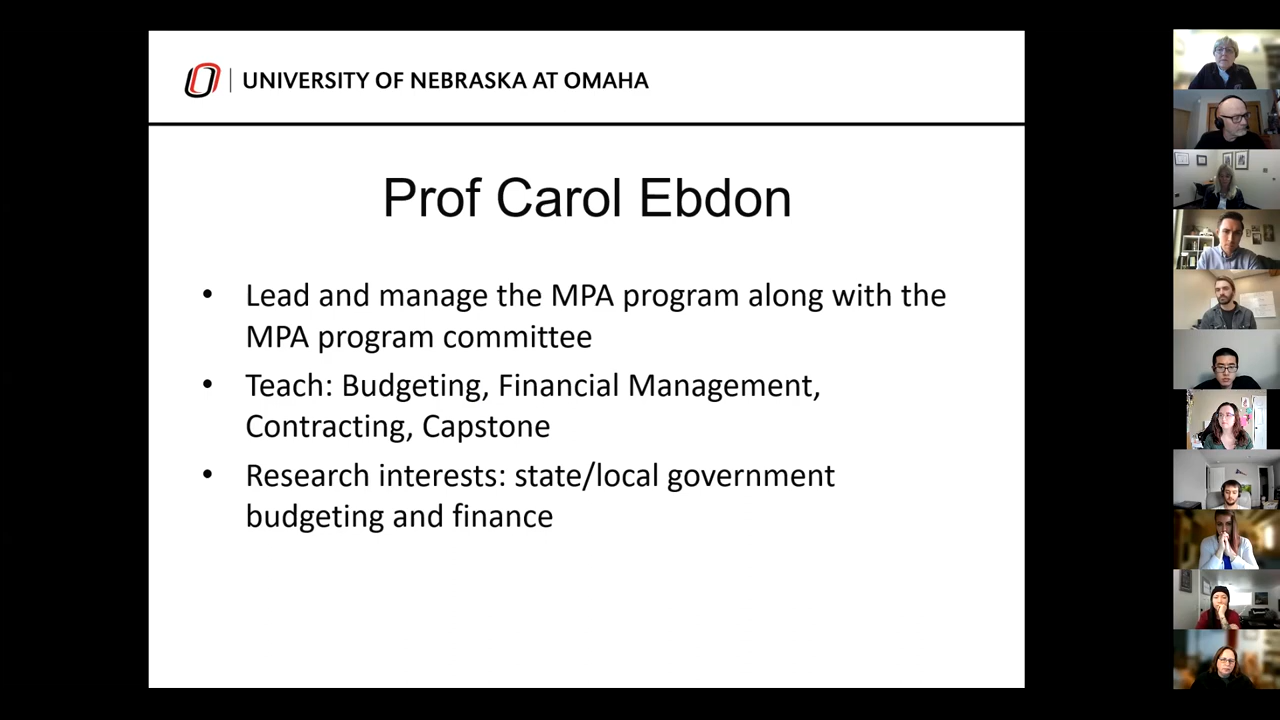 UNIVERSITY OF NEBRASKA AT OMAHA
Prof Carol Ebdon
• Lead and manage the MPA program along with the
MPA program committee
• Teach: Budgeting, Financial Management,
Contracting, Capstone
• Research interests: state/local government
budgeting and finance